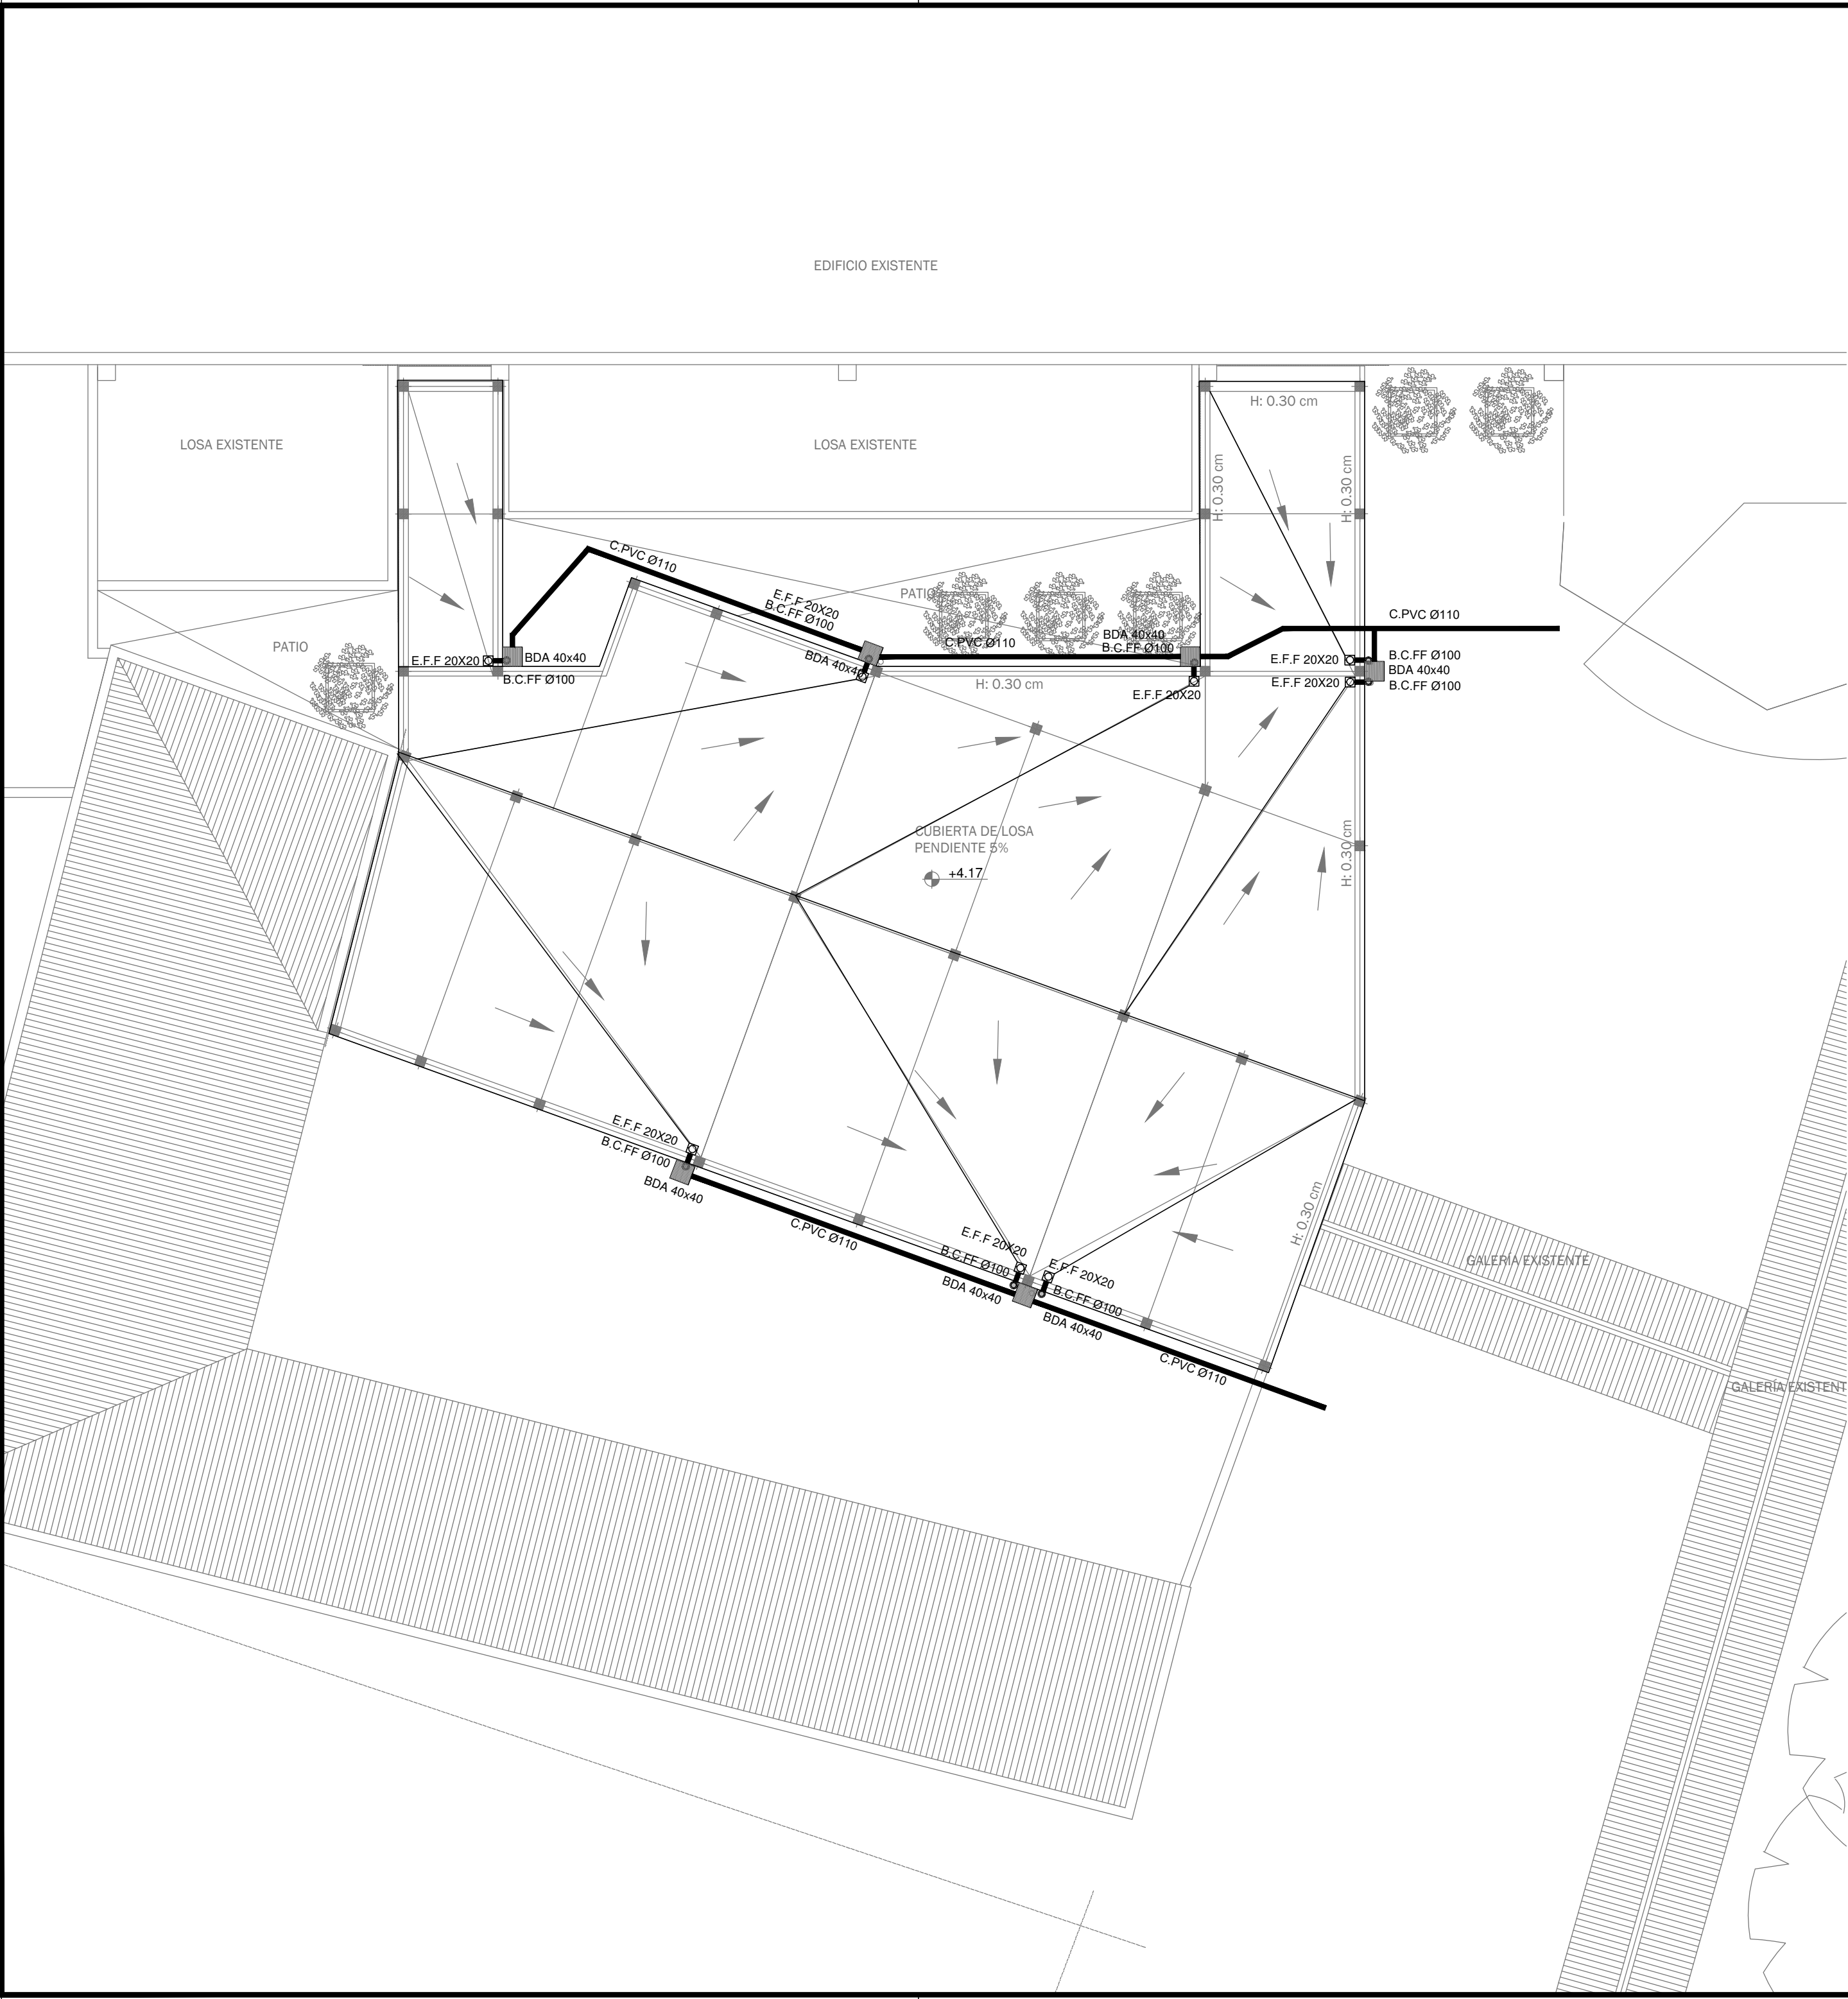 EDIFICIO EXISTENTE
H: 0.30 cm
LOSA EXISTENTE
LOSA EXISTENTE
H: 0.30 cm
H: 0.30 cm
C.PVC Ø110
E.F.F 20X20
B.C.FF Ø100
PATIO
C.PVC Ø110
BDA 40x40
B.C.FF Ø100
C.PVC Ø110
PATIO
E.F.F 20X20
BDA 40x40
B.C.FF Ø100
BDA 40x40
H: 0.30 cm
E.F.F 20X20
E.F.F 20X20
B.C.FF Ø100
BDA 40x40
E.F.F 20X20
B.C.FF Ø100
CUBIERTA DE LOSA
PENDIENTE 5%
+4.17
H: 0.30 cm
E.F.F 20X20
B.C.FF Ø100
BDA 40x40
C.PVC Ø110
E.F.F 20X20
B.C.FF Ø100
BDA 40x40
E.F.F 20X20
B.C.FF Ø100
BDA 40x40
C.PVC Ø110
H: 0.30 cm
GALERÍA EXISTENTE
GALERÍA EXISTENT